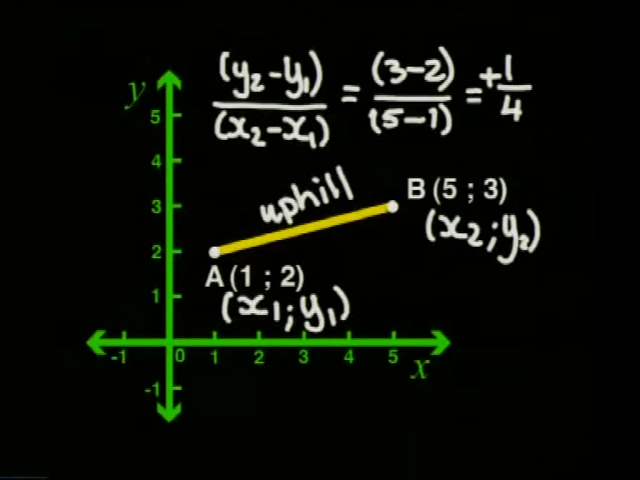 (y₂-y₁)/(x₂-x₁) = (3-2)/(5-1) = +1/4
y
5
4
3
2
1
-1
uphill
B (5 ; 3)
(x₂;y₂)
A (1 ; 2)
(x₁;y₁)
-1 0 1 2 3 4 5
x